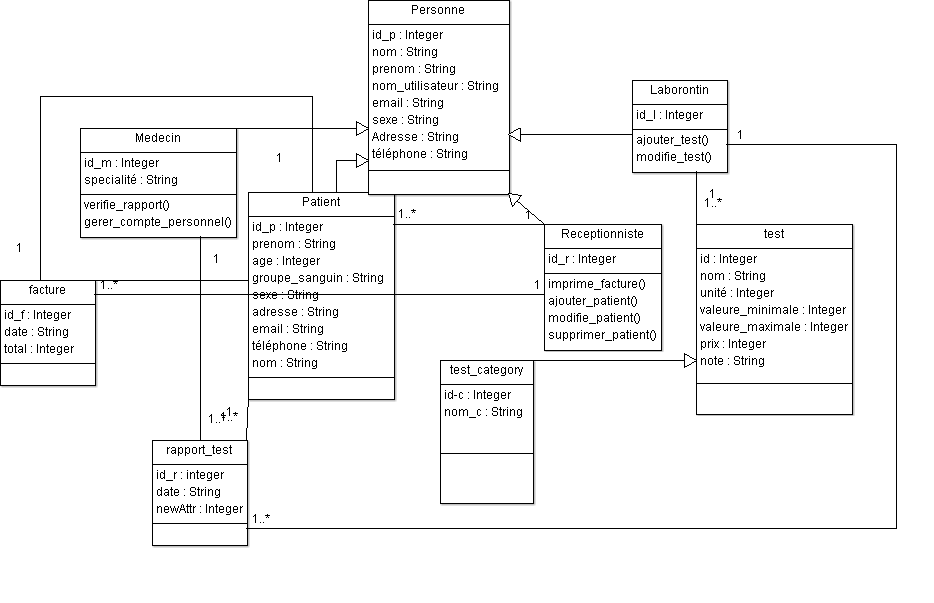 Personne
id_p : Integer
nom : String
prenom : String
nom_utilisateur : String
email : String
sexe : String
Adresse : String
téléphone : String
Laborontin
id_l : Integer
ajouter_test()
modifie_test()
1
1
1..*
Medecin
id_m : Integer
specialité : String
verifie_rapport()
gerer_compte_personnel()
1
1
1
Patient
id_p : Integer
prenom : String
age : Integer
groupe_sanguin : String
sexe : String
adresse : String
email : String
téléphone : String
nom : String
1..*
1
Receptionniste
id_r : Integer
imprime_facture()
ajouter_patient()
modifie_patient()
supprimer_patient()
test
id : Integer
nom : String
unité : Integer
valeure_minimale : Integer
valeure_maximale : Integer
prix : Integer
note : String
facture
id_f : Integer
date : String
total : Integer
1..*
1
test_category
id-c : Integer
nom_c : String
1..*
1
1..*
rapport_test
id_r : integer
date : String
newAttr : Integer
1..*